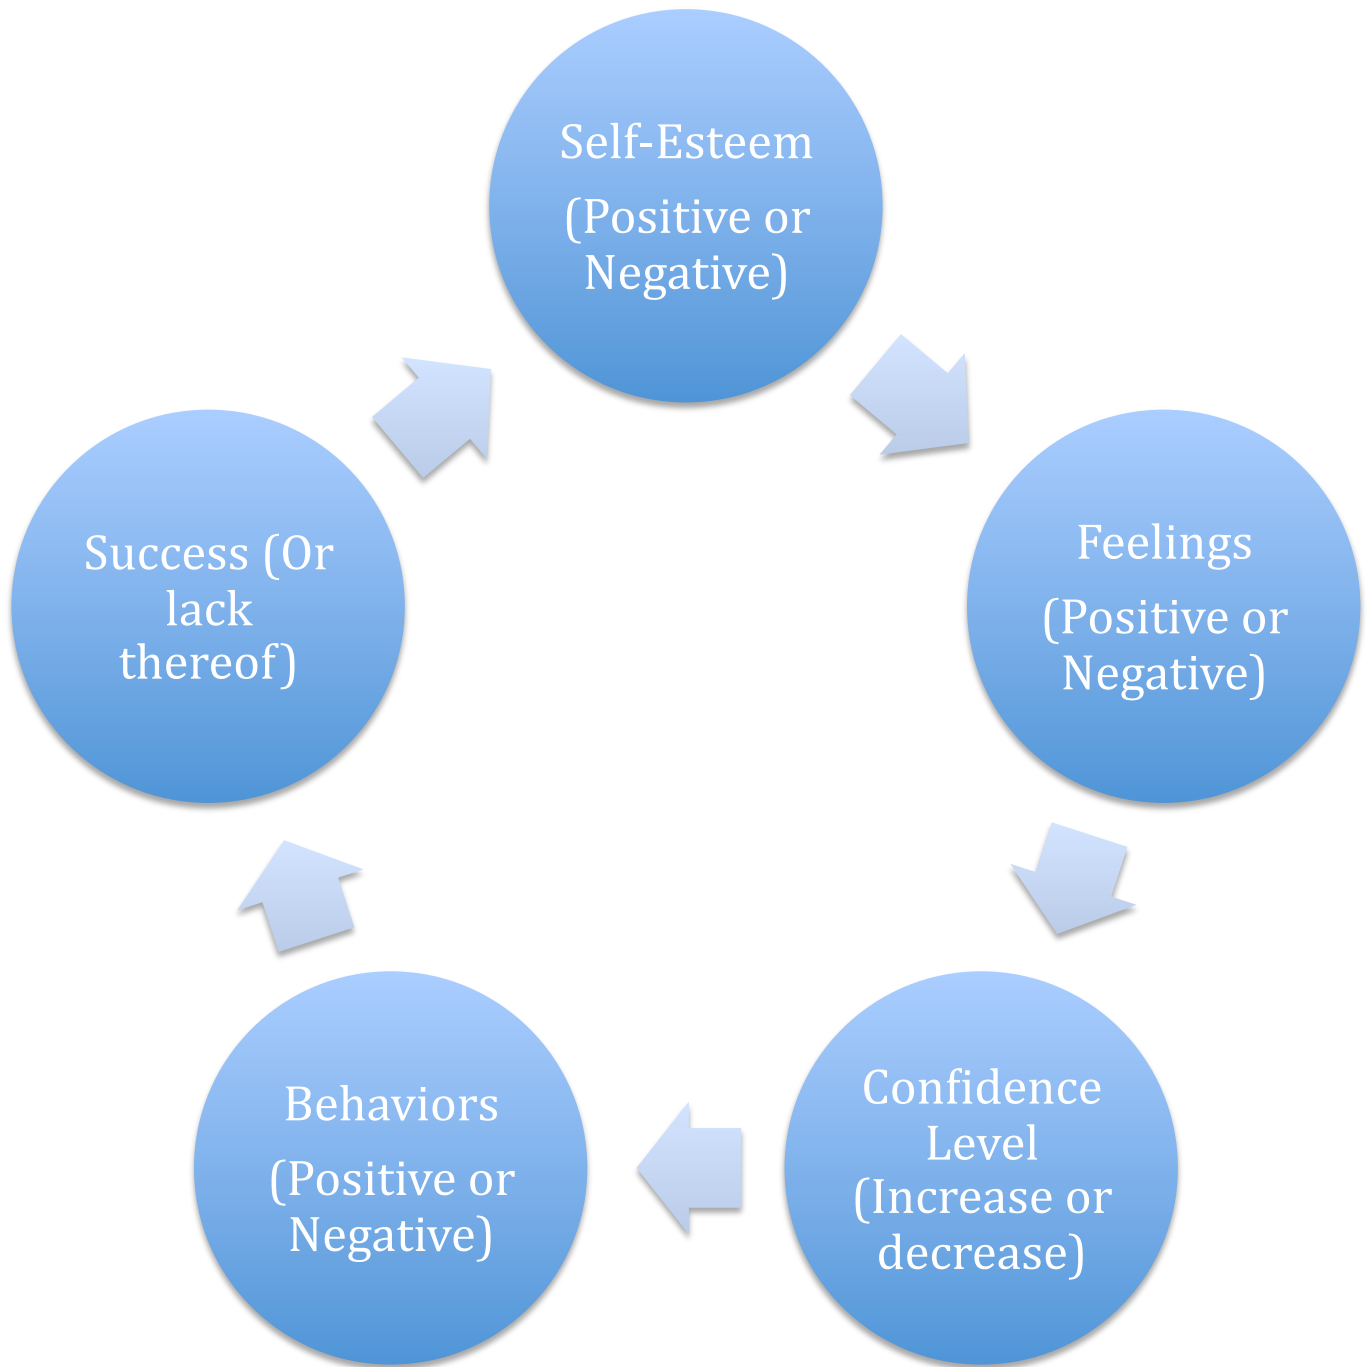 Self-Esteem
(Positive or
Negative)
Feelings
(Positive or
Negative)
Confidence
Level
(Increase or
decrease)
Behaviors
(Positive or
Negative)
Success (Or
lack
thereof)